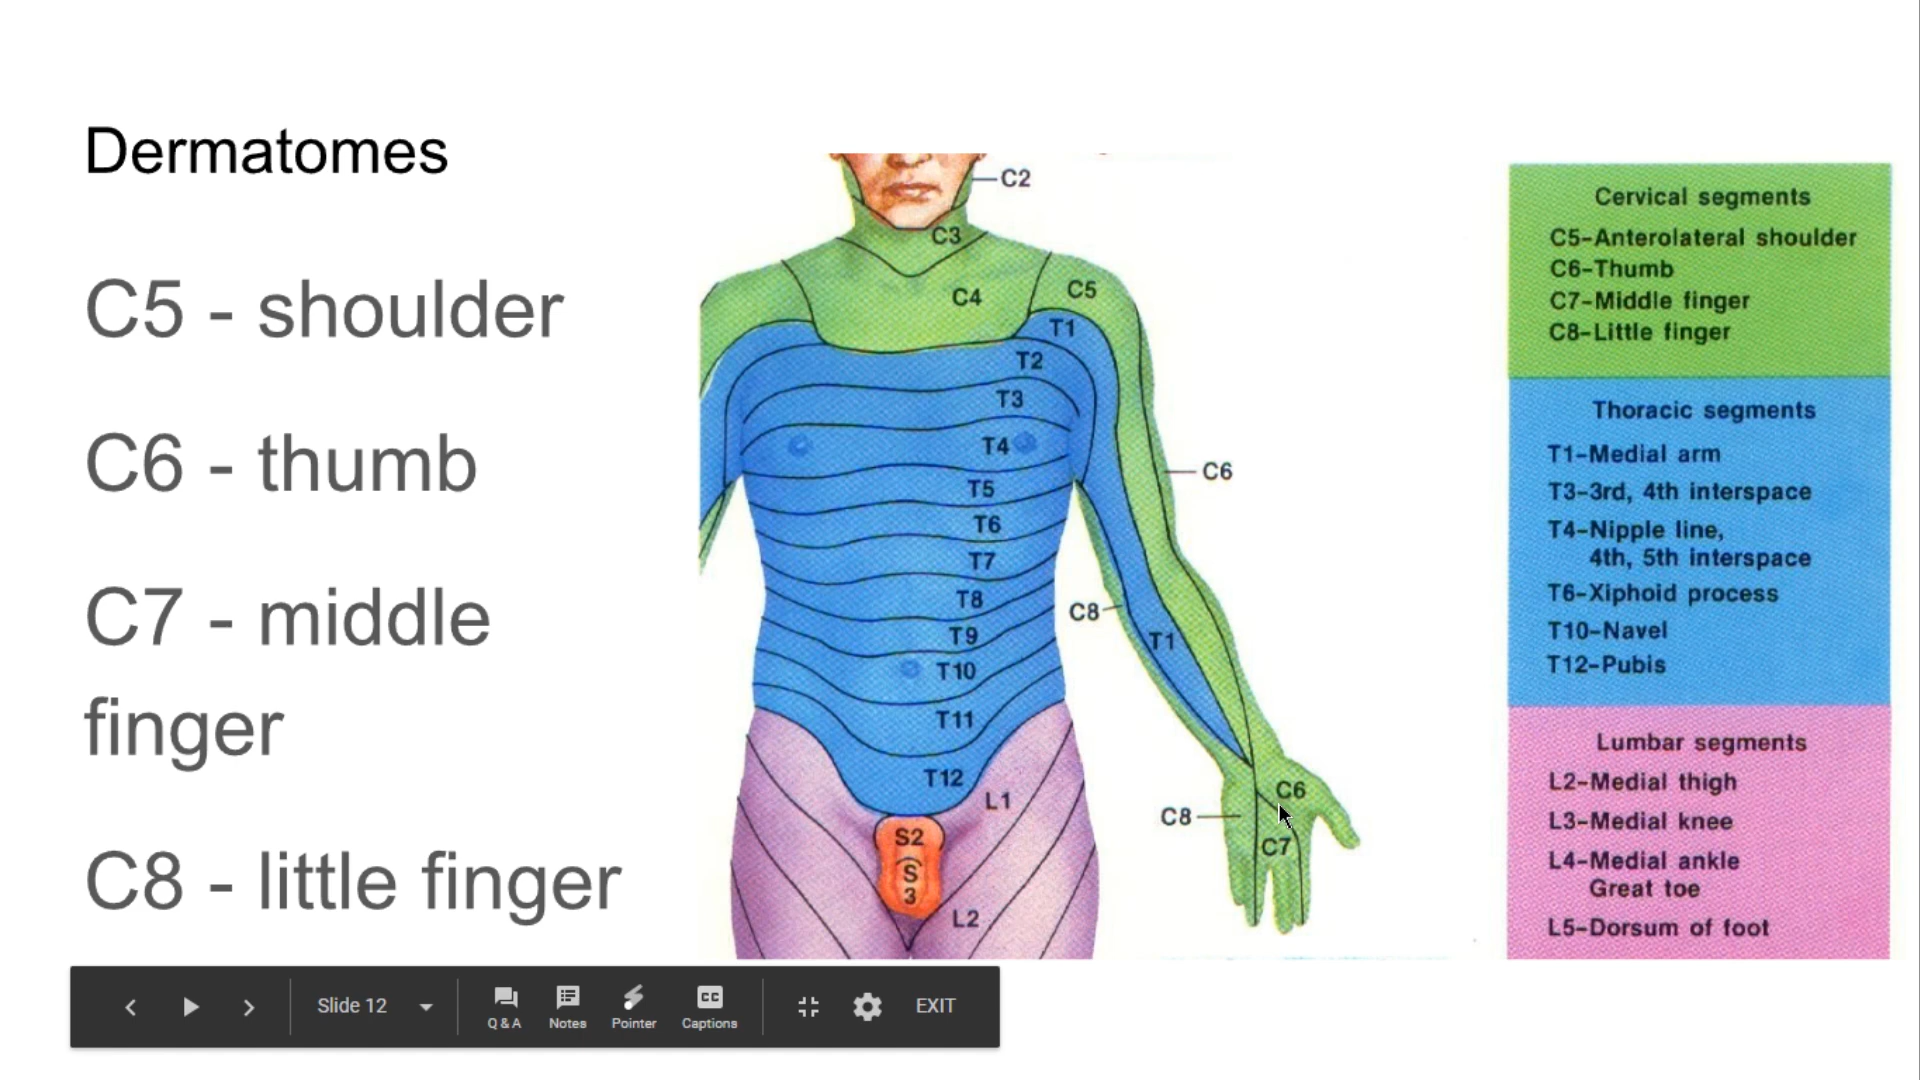 Dermatomes
C5 - shoulder
C6 - thumb
C7 - middle
finger
C8 - little finger
C2
C3
C4
C5
T1
T2
T3
T4
T5
T6
T7
T8
T9
T10
T11
T12
L1
S2
S
3
L2
C6
C8
T1
C6
C8
C7
Cervical segments
C5-Anterolateral shoulder
C6-Thumb
C7-Middle finger
C8-Little finger
Thoracic segments
T1-Medial arm
T3-3rd, 4th interspace
T4-Nipple line,
4th, 5th interspace
T6-Xiphoid process
T10-Navel
T12-Pubis
Lumbar segments
L2-Medial thigh
L3-Medial knee
L4-Medial ankle
Great toe
L5-Dorsum of foot
Slide 12
Q & A
Notes
Pointer
CC
Captions
EXIT